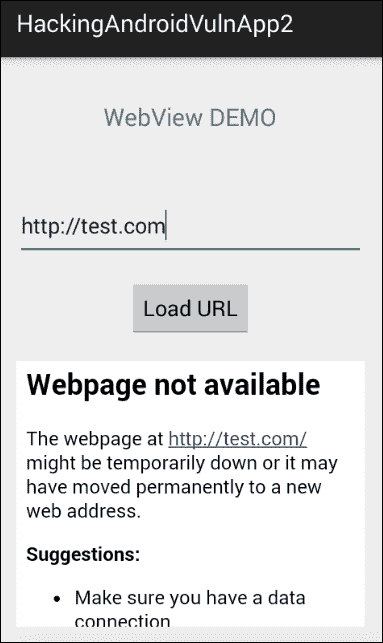 HackingAndroidVulnApp2
WebView DEMO
http://test.com
Load URL
Webpage not available
The webpage at http://test.com/
might be temporarily down or it may
have moved permanently to a new
web address.
Suggestions:
• Make sure you have a data
connection